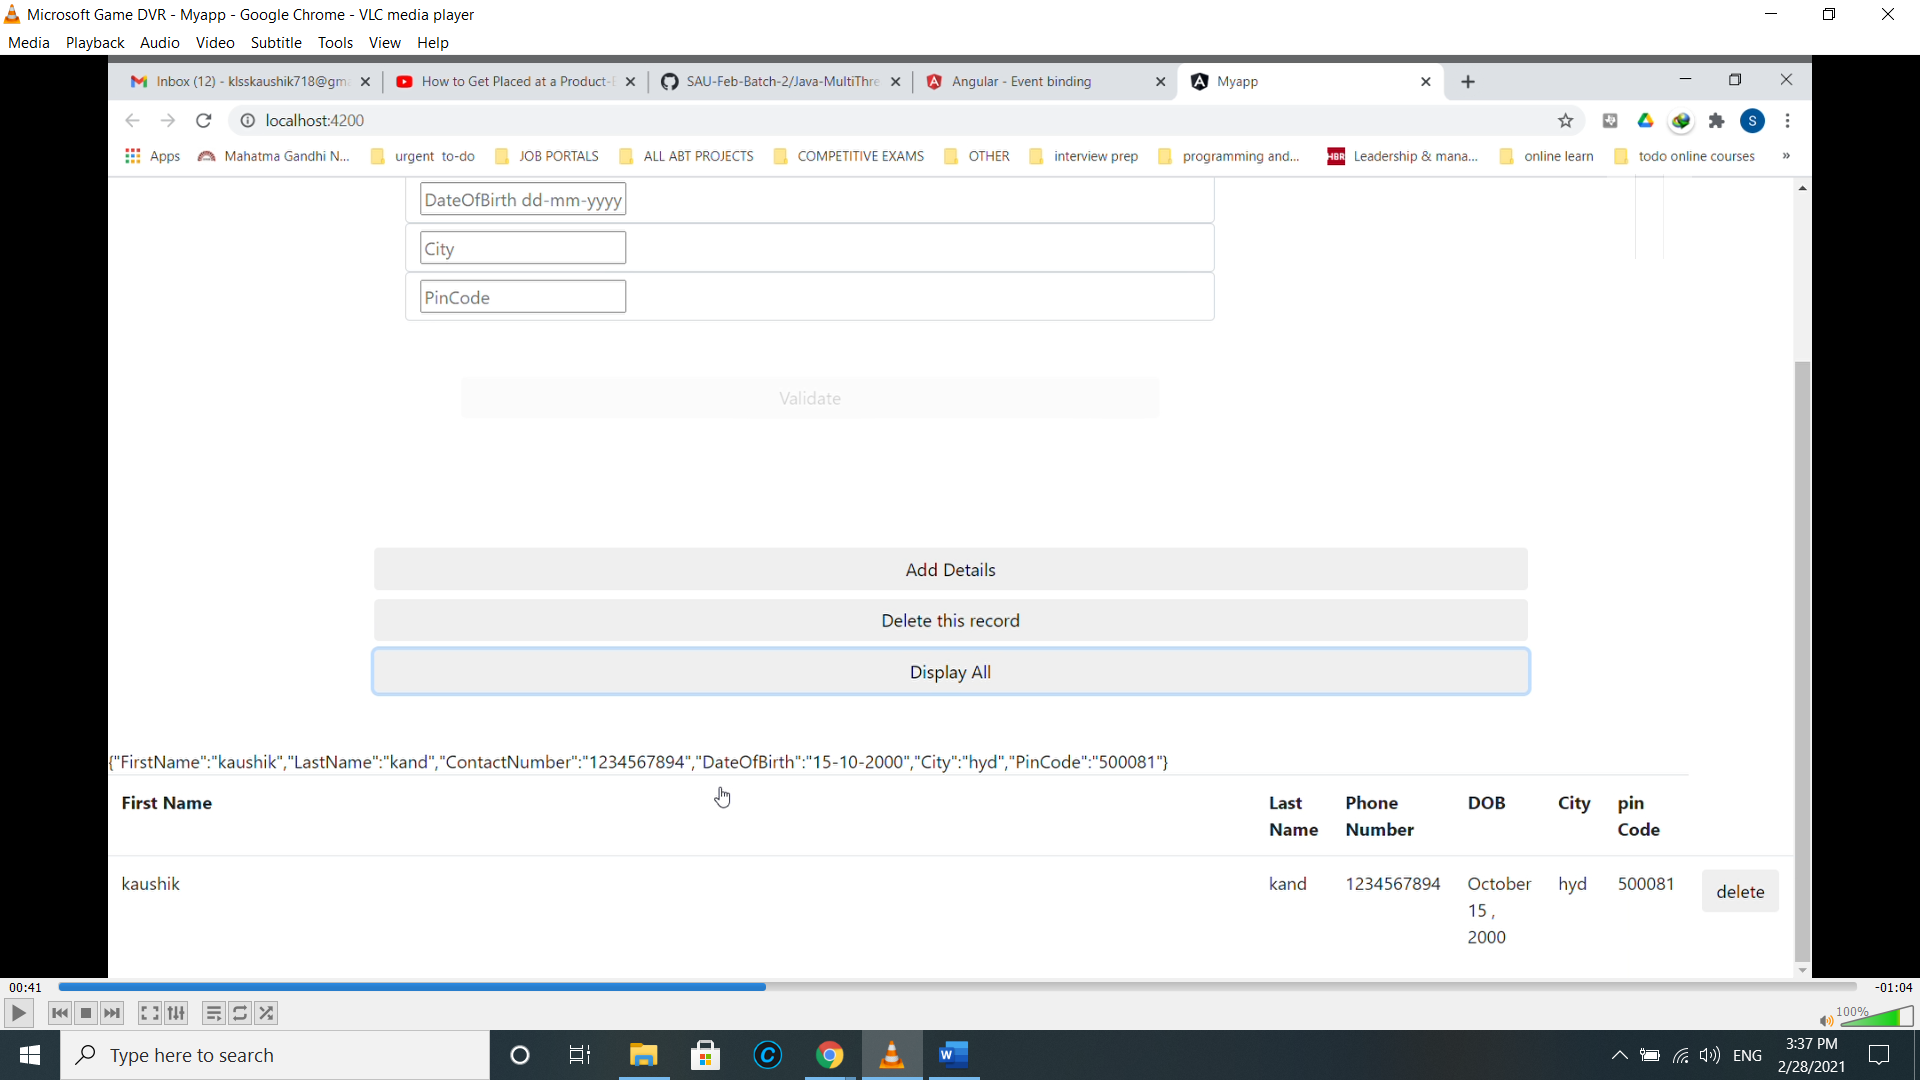 Microsoft Game DVR - Myapp - Google Chrome - VLC media player
Media Playback Audio Video Subtitle Tools View Help
Inbox (12) - klsskaushik718@gm How to Get Placed at a Product- SAU-Feb-Batch-2/Java-MultiThre Angular - Event binding Myapp
localhost:4200 S
Apps Mahatma Gandhi N... urgent to-do JOB PORTALS ALL ABT PROJECTS COMPETITIVE EXAMS OTHER interview prep programming and... HBR Leadership & mana... online learn todo online courses »
DateOfBirth dd-mm-yyyy
City
PinCode
Validate
Add Details
Delete this record
Display All
{"FirstName":"kaushik","LastName":"kand","ContactNumber":"1234567894","DateOfBirth":"15-10-2000","City":"hyd","PinCode":"500081"}
First Name Last Name Phone Number DOB City pin Code
kaushik kand 1234567894 October 15 , 2000 hyd 500081 delete
00:41 -01:04
100%
Type here to search ENG 3:37 PM
2/28/2021